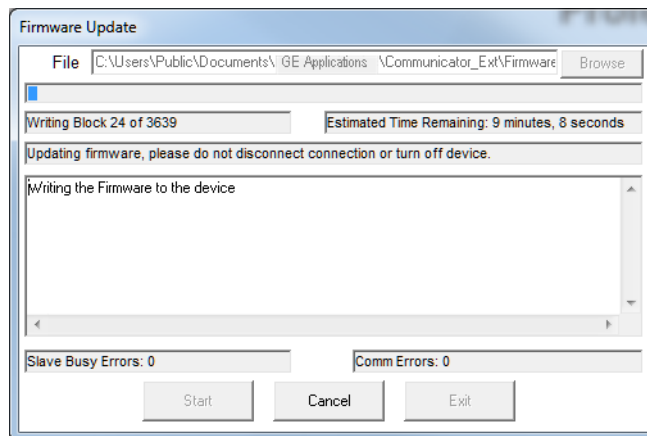 Firmware Update
File C:\Users\Public\Documents\ GE Applications \Communicator_Ext\Firmware Browse
Writing Block 24 of 3639 Estimated Time Remaining: 9 minutes, 8 seconds
Updating firmware, please do not disconnect connection or turn off device.
Writing the Firmware to the device
Slave Busy Errors: 0 Comm Errors: 0
Start Cancel Exit